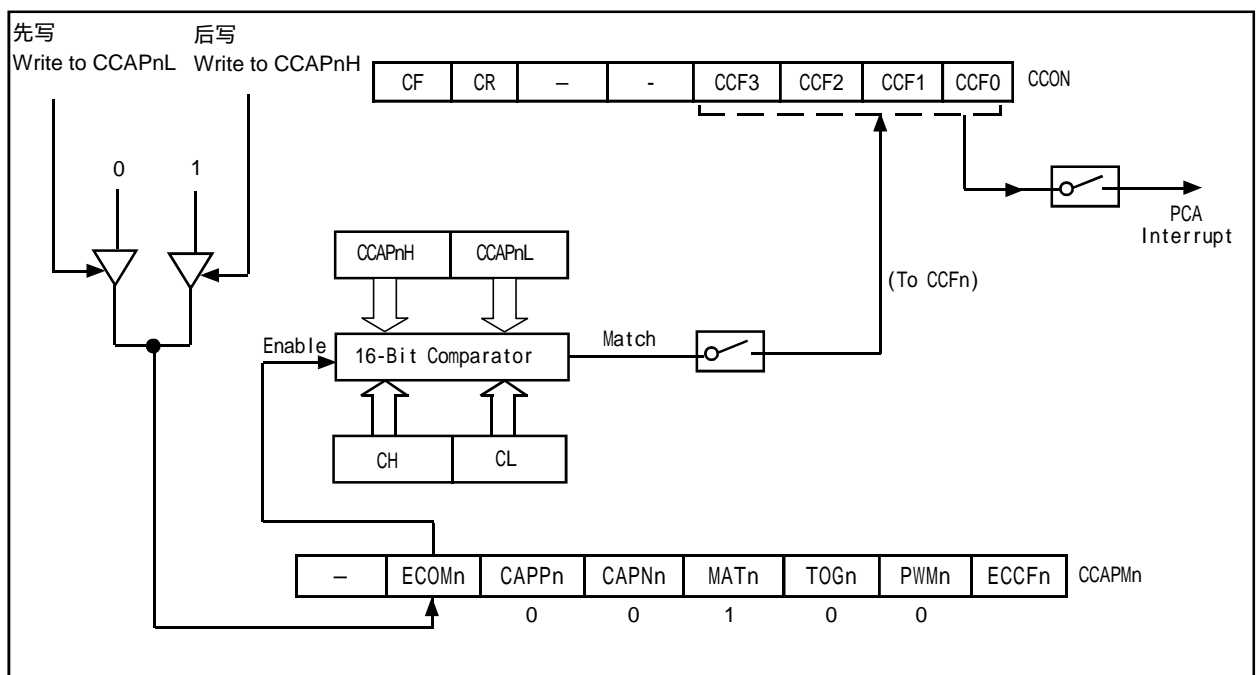 先写
Write to CCAPnL
后写
Write to CCAPnH
CF CR – - CCF3 CCF2 CCF1 CCF0 CCON
0 1
PCA
Interrupt
CCAPnH CCAPnL
(To CCFn)
Enable 16-Bit Comparator Match
CH CL
– ECOMn CAPPn CAPNn MATn TOGn PWMn ECCFn CCAPMn
0 0 1 0 0